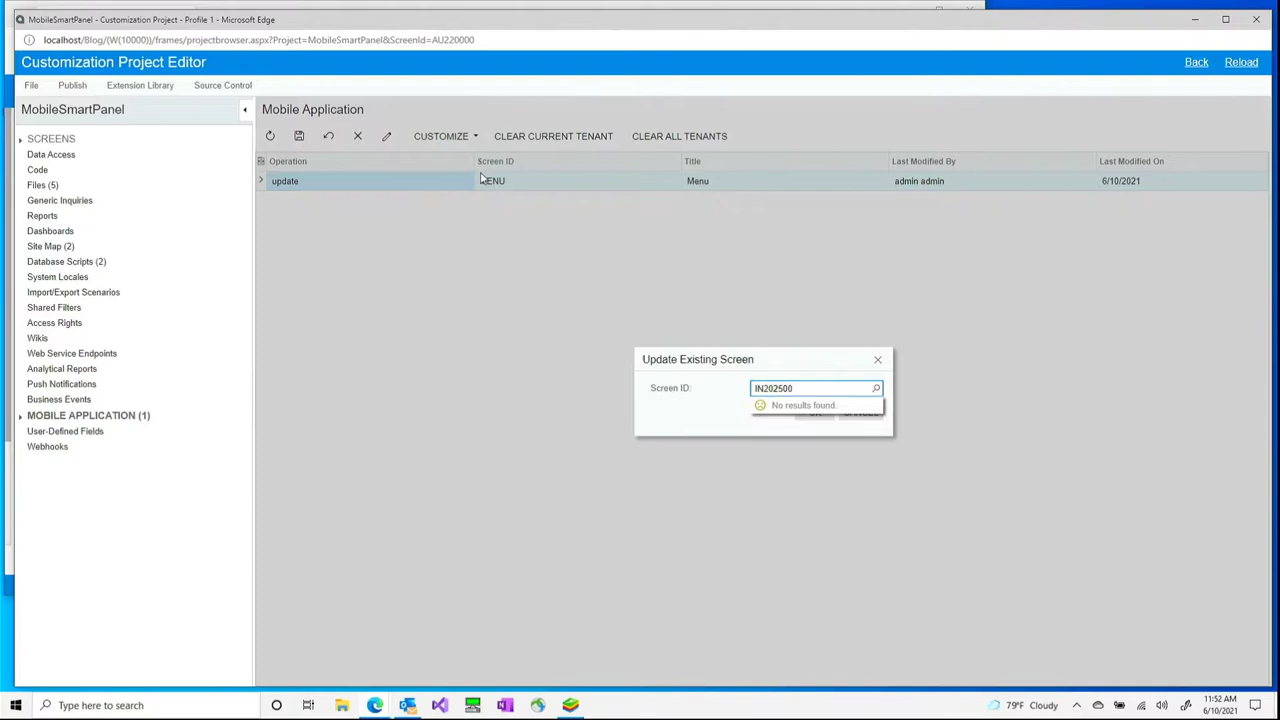 MobileSmartPanel - Customization Project - Profile 1 - Microsoft Edge
localhost/Blog/(W(10000))/frames/projectbrowser.aspx?Project=MobileSmartPanel&ScreenId=AU220000
Customization Project Editor
Back
Reload
File
Publish
Extension Library
Source Control
MobileSmartPanel
Mobile Application
CUSTOMIZE
CLEAR CURRENT TENANT
CLEAR ALL TENANTS
SCREENS
Data Access
Code
Files (5)
Generic Inquiries
Reports
Dashboards
Site Map (2)
Database Scripts (2)
System Locales
Import/Export Scenarios
Shared Filters
Access Rights
Wikis
Web Service Endpoints
Analytical Reports
Push Notifications
Business Events
MOBILE APPLICATION (1)
User-Defined Fields
Webhooks
Operation
Screen ID
Title
Last Modified By
Last Modified On
update
MENU
Menu
admin admin
6/10/2021
Update Existing Screen
Screen ID:
IN202500
No results found.
Type here to search
79°F Cloudy
11:52 AM
6/10/2021